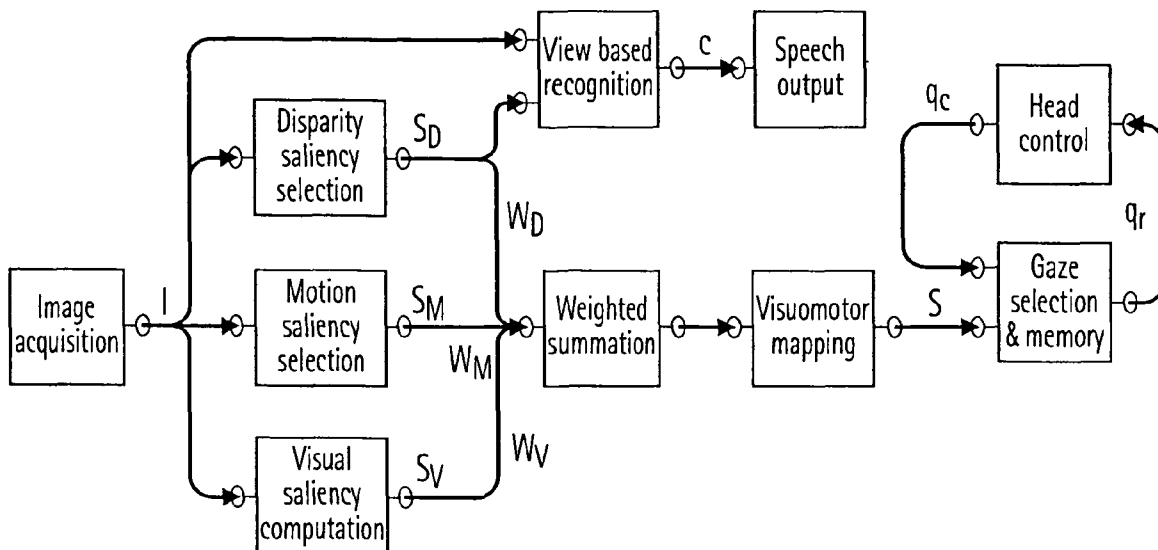 View based
recognition
C
Speech
output
Disparity
saliency
selection
S_D
W_D
q_c
Head
control
q_r
Image
acquisition
I
Motion
saliency
selection
S_M
W_M
Weighted
summation
Visuomotor
mapping
S
Gaze
selection
& memory
Visual
saliency
computation
S_V
W_V